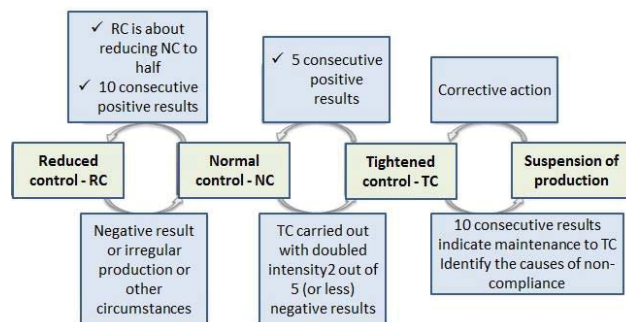 ✓ RC is about
reducing NC to
half
✓ 10 consecutive
positive results
✓ 5 consecutive
positive
results
Corrective action
Reduced
control - RC
Normal
control - NC
Tightened
control - TC
Suspension of
production
Negative result
or irregular
production or
other
circumstances
TC carried out
with doubled
intensity2 out of
5 (or less)
negative results
10 consecutive results
indicate maintenance to TC
Identify the causes of non-
compliance